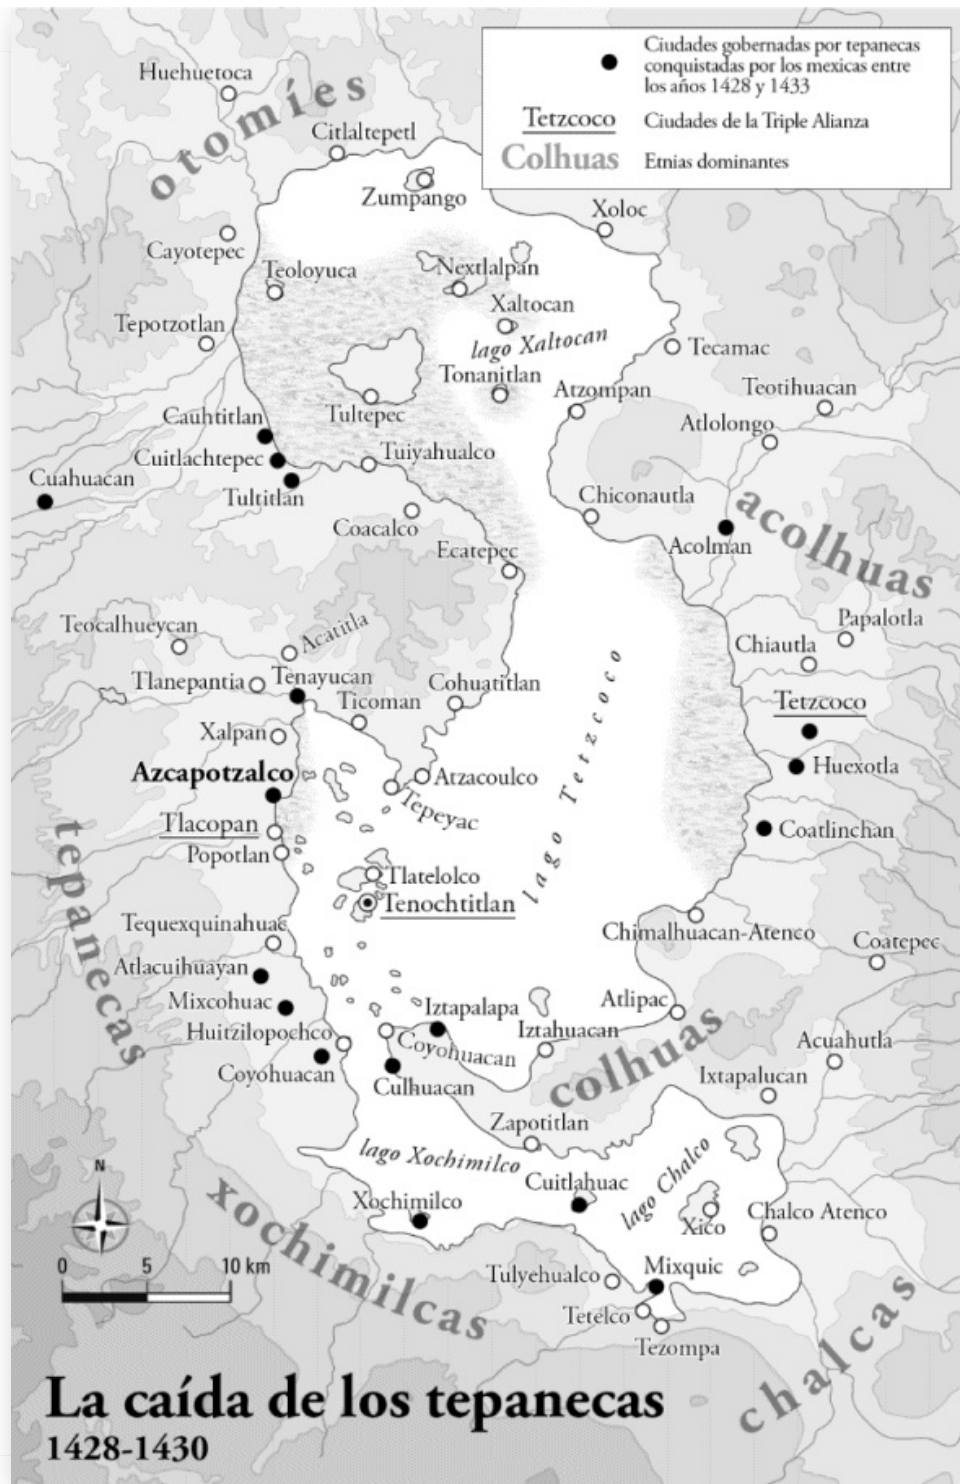 Ciudades gobernadas por tepanecas
conquistadas por los mexicas entre
los años 1428 y 1433
Tetzcoco Ciudades de la Triple Alianza
Colhuas Etnias dominantes
Huehuetoca
otomíes
Citlaltepetl
Zumpango
Xoloc
Cayotepec
Teoloyuca
Nextlalpan
Xaltocan
Tepotzotlan
lago Xaltocan
Tecamac
Tonanitlan
Atzompan
Teotihuacan
Tultepec
Cauhtitlan
Atlolongo
Cuitlachtepec
Tuiyahualco
Cuahuacan
Tultitlan
Chiconautla
acolhuas
Coacalco
Acolman
Ecatepec
Teocalhueycan
Acatitla
Papalotla
Chiautla
Tlanepantia
Tenayucan
Cohuatitlan
Ticoman
Tetzcoco
Xalpan
lago Tetzcoco
Huexotla
Azcapotzalco
Atzacoulco
Tepeyac
Tlacopan
Coatlinchan
Popotlan
tepanecas
Tlatelolco
Tenochtitlan
Tequexquinahuac
Chimalhuacan-Atenco
Coatepec
Atlacuihuayan
Mixcohuac
Iztapalapa
Atlipac
Huitzilopochco
Iztahuacan
Coyohuacan
colhuas
Acuahutla
Coyohuacan
Culhuacan
Ixtapalucan
Zapotitlan
lago Xochimilco
lago Chalco
Cuitlahuac
Xochimilco
xochimilcas
Xico
Chalco Atenco
N
0 5 10 km
Tulyehualco
Mixquic
Tetelco
Tezompa
chalcas
La caída de los tepanecas
1428-1430